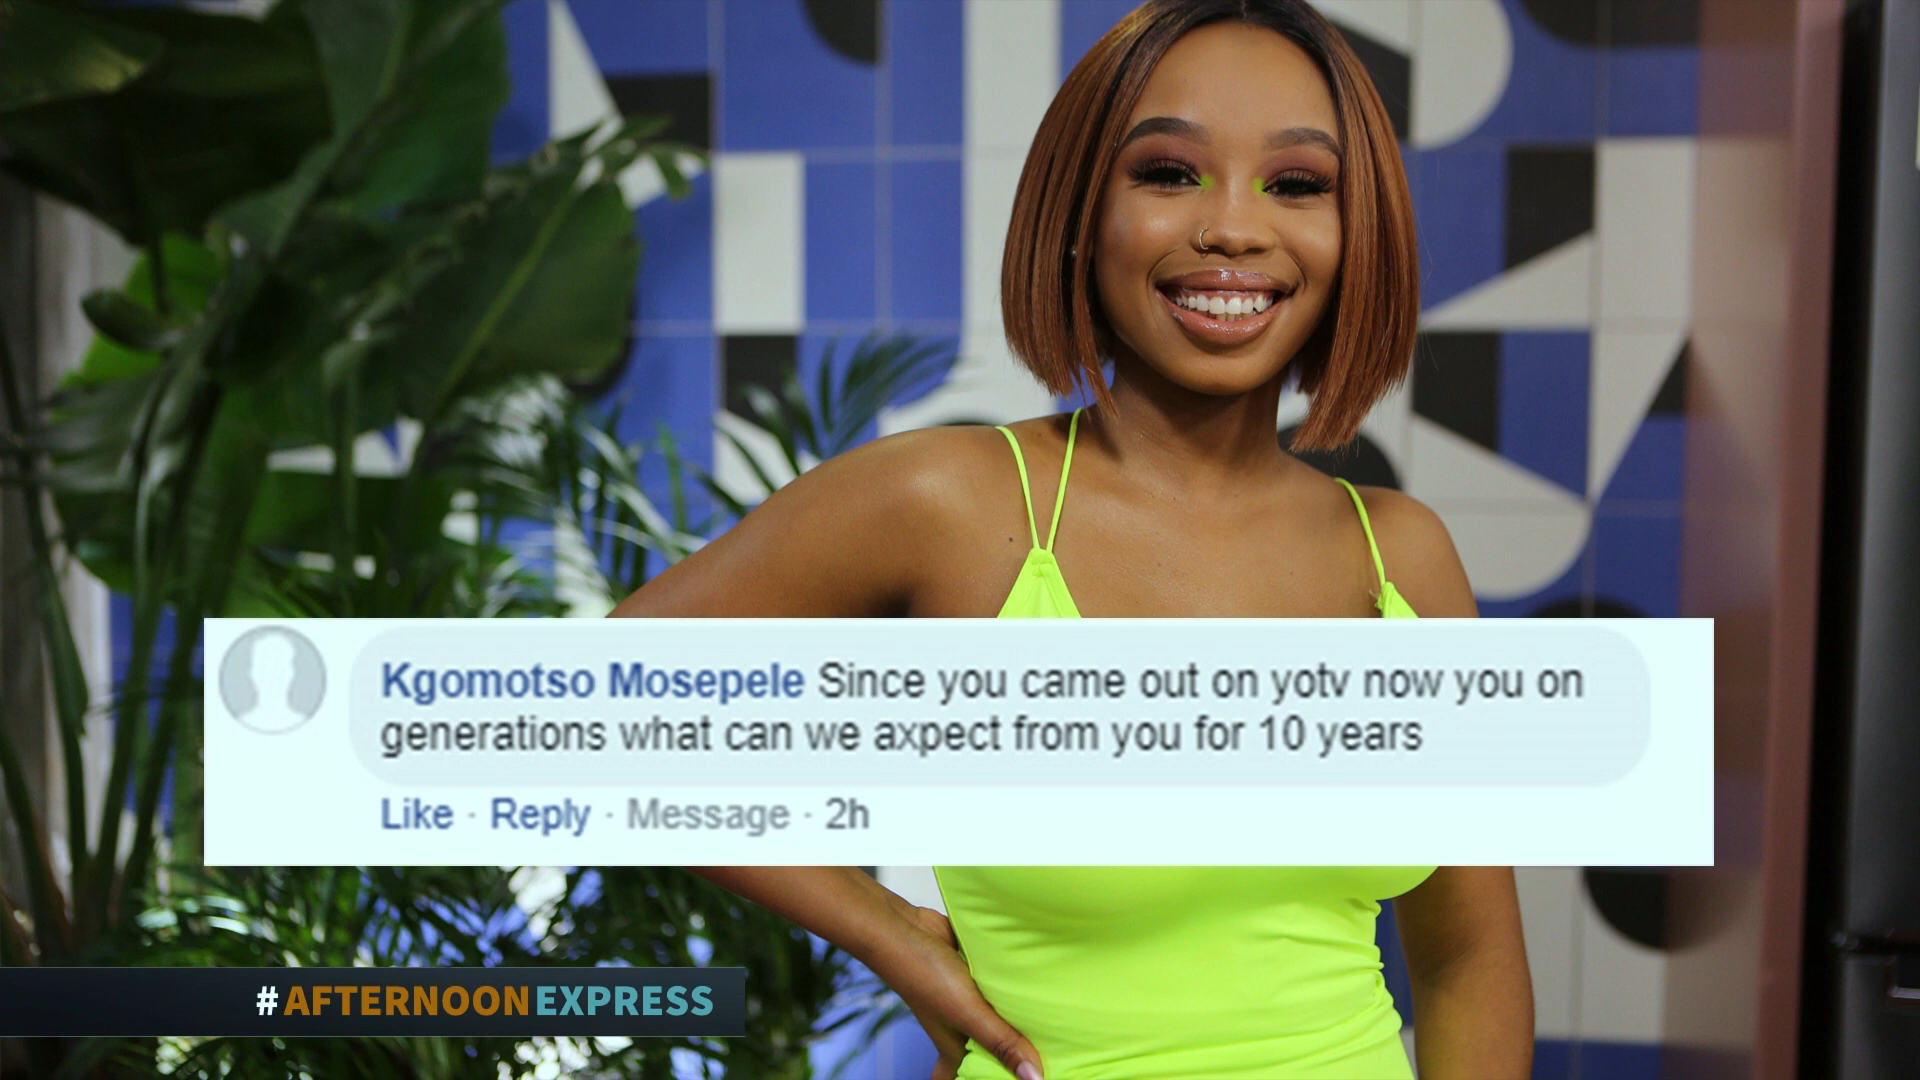 Kgomotso Mosepele Since you came out on yotv now you on
generations what can we axpect from you for 10 years
Like · Reply · Message · 2h
#AFTERNOONEXPRESS